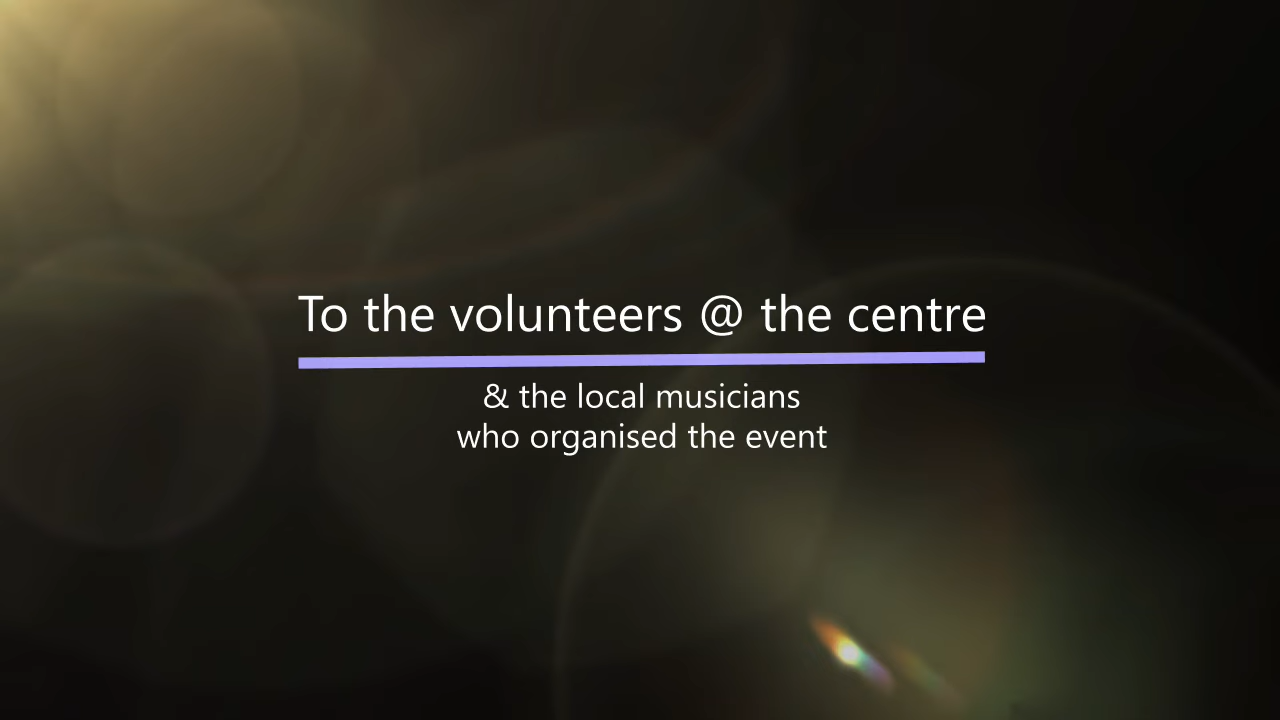 To the volunteers @ the centre
& the local musicians
who organised the event